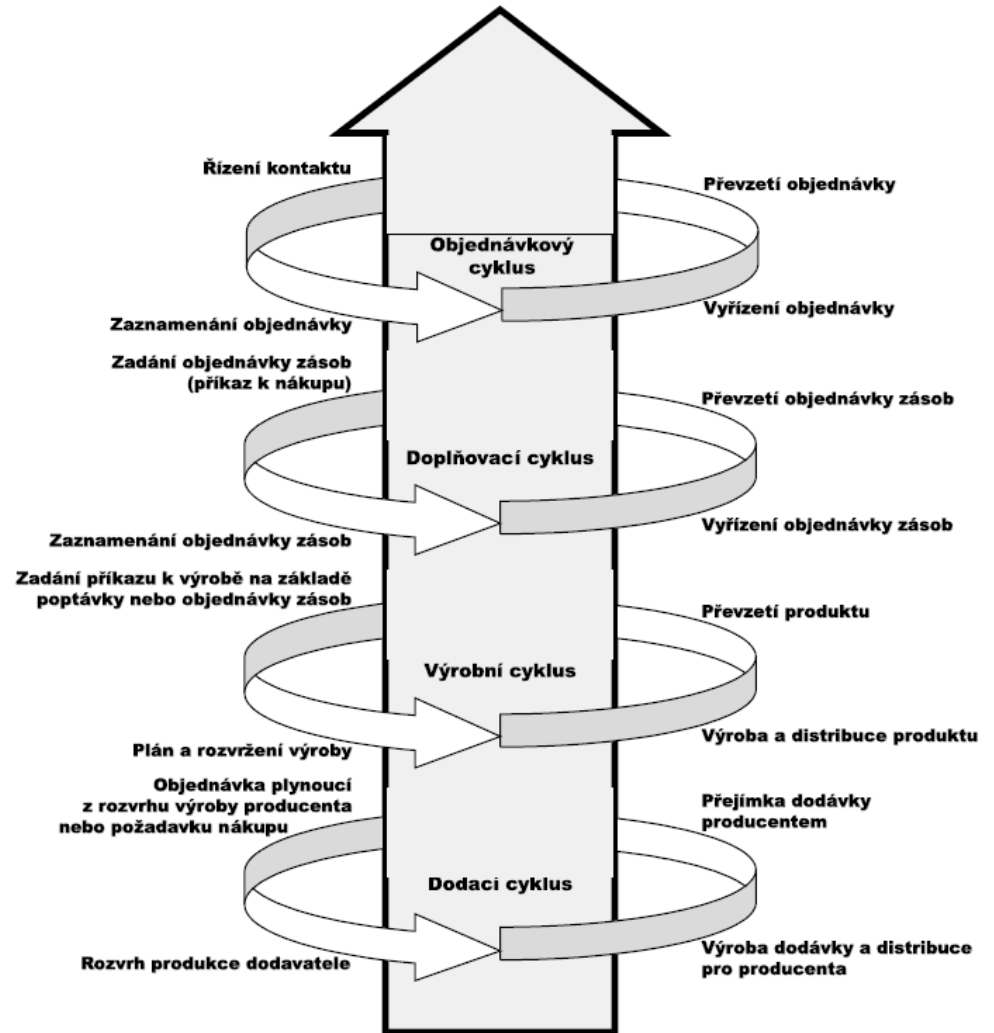 Řízení kontaktu
Převzetí objednávky
Objednávkový
cyklus
Zaznamenání objednávky
Vyřízení objednávky
Zadání objednávky zásob
(příkaz k nákupu)
Převzetí objednávky zásob
Doplňovací cyklus
Zaznamenání objednávky zásob
Vyřízení objednávky zásob
Zadání příkazu k výrobě na základě
poptávky nebo objednávky zásob
Převzetí produktu
Výrobní cyklus
Plán a rozvržení výroby
Výroba a distribuce produktu
Objednávka plynoucí
z rozvrhu výroby producenta
nebo požadavku nákupu
Přejímka dodávky
producentem
Dodací cyklus
Rozvrh produkce dodavatele
Výroba dodávky a distribuce
pro producenta